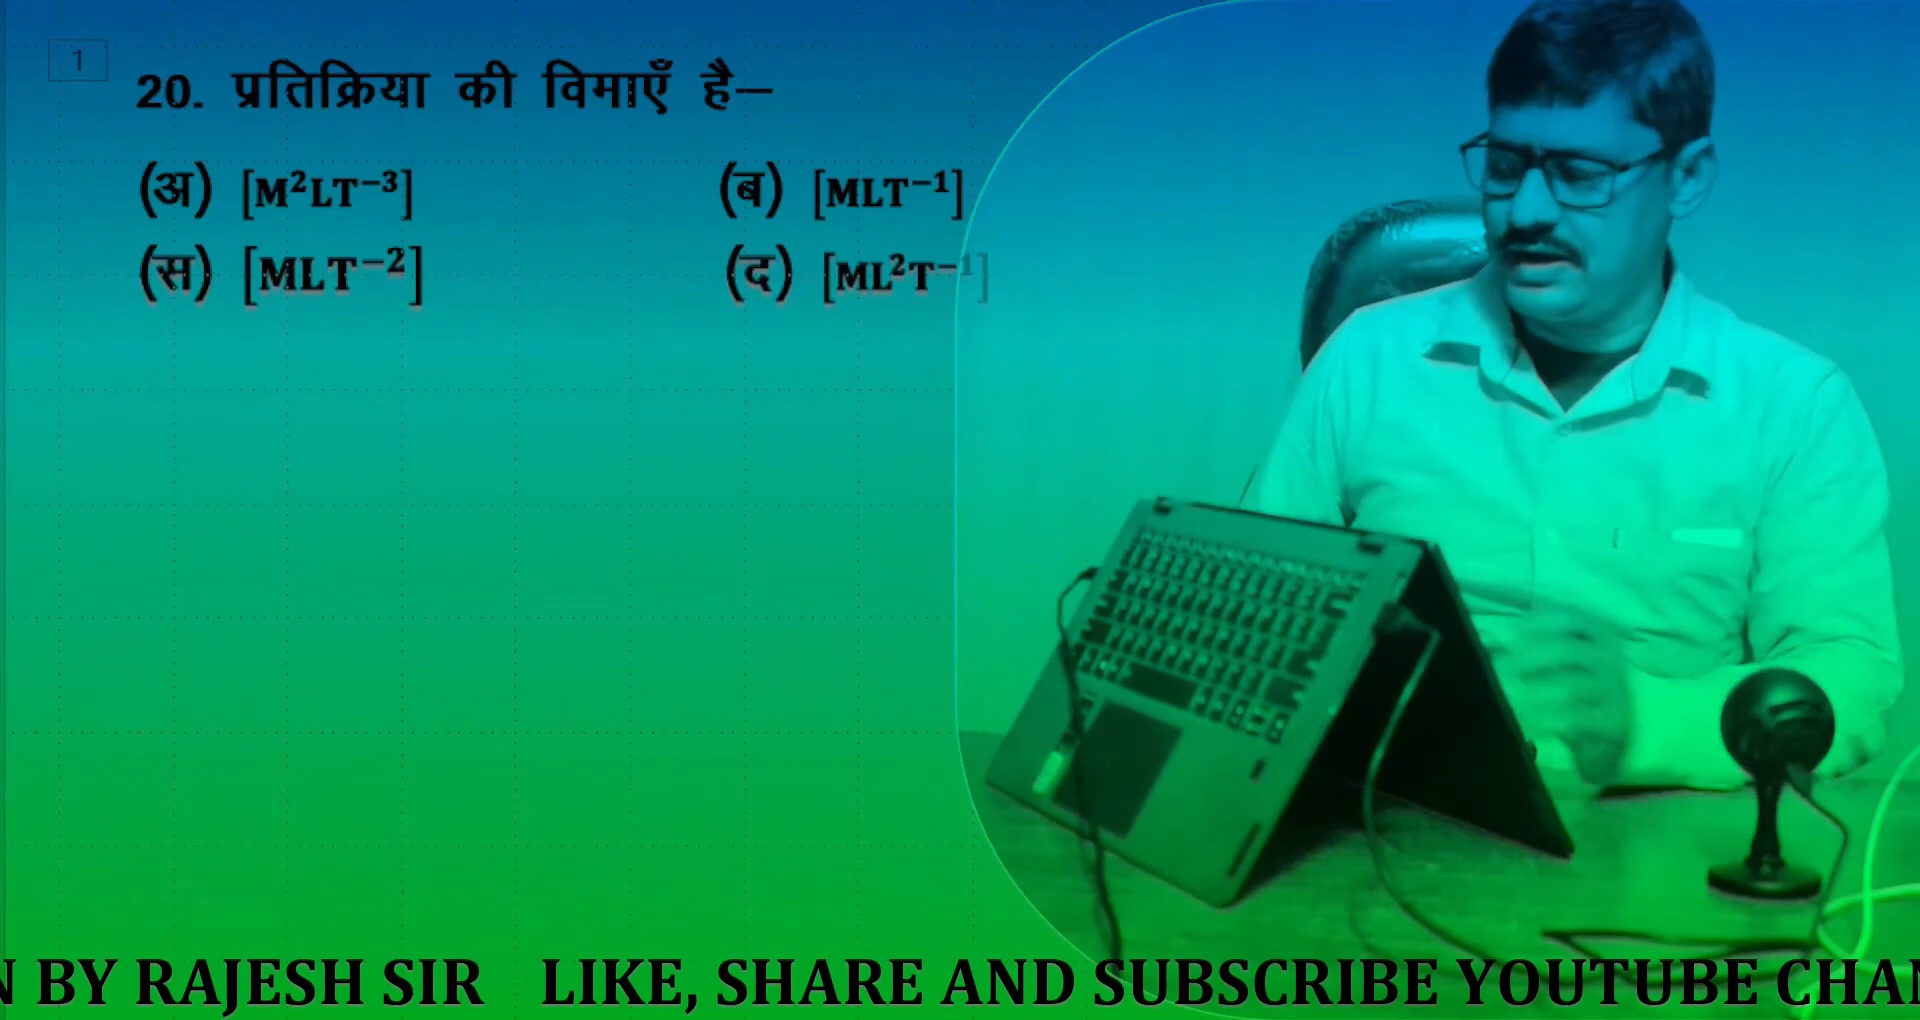 1
20. प्रतिक्रिया की विमाएँ है—
(अ) [M²LT⁻³] (ब) [MLT⁻¹]
(स) [MLT⁻²] (द) [ML²T⁻¹]
N BY RAJESH SIR LIKE, SHARE AND SUBSCRIBE YOUTUBE CHAN